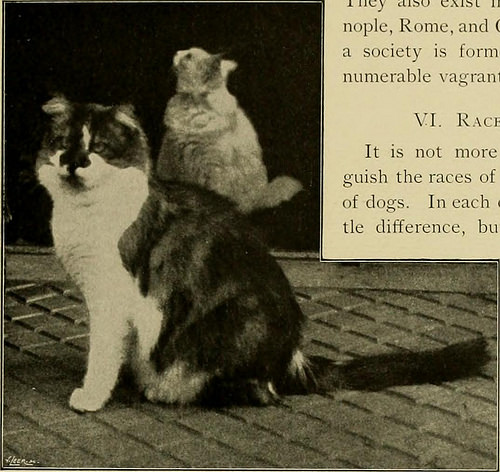 They also exist
nople, Rome, and
a society is form
numerable vagrant
VI. RACE
It is not more
guish the races of
of dogs. In each
tle difference, bu